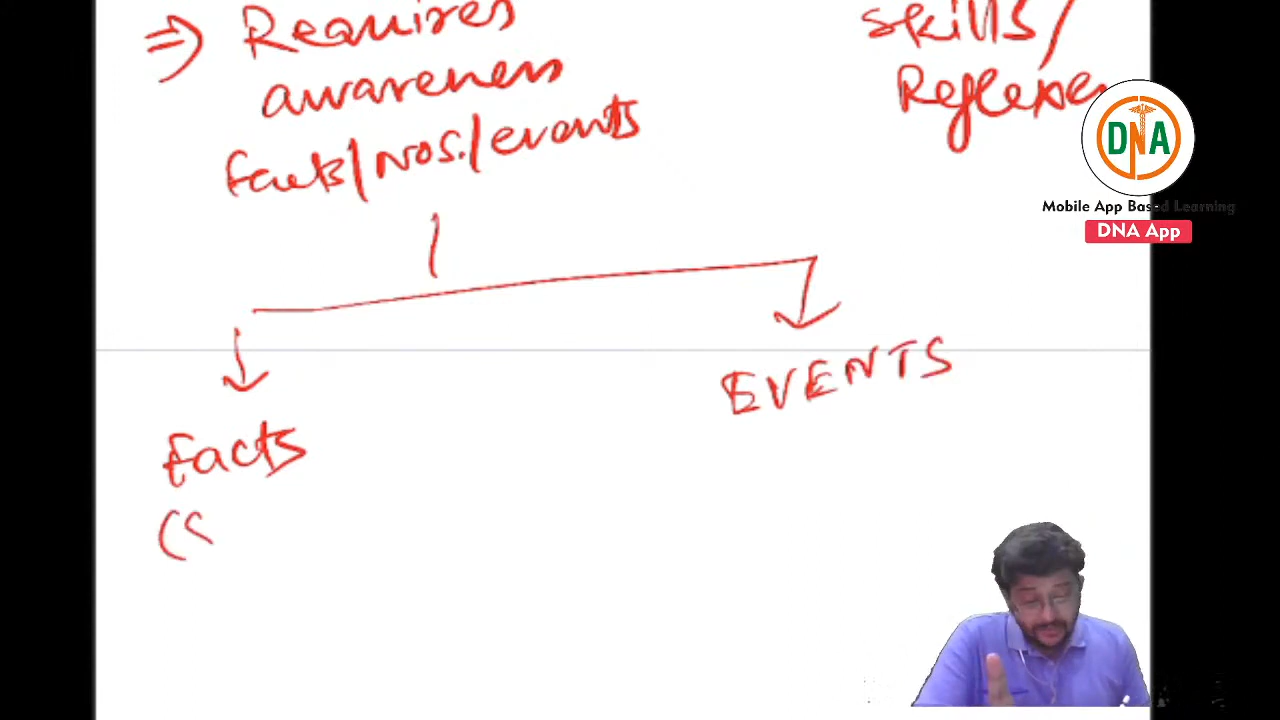 ⇒ Requires
awareness
facts/Nos./events
skills/
Reflexes
DNA
Mobile App Based Learning
DNA App
EVENTS
Facts
(S